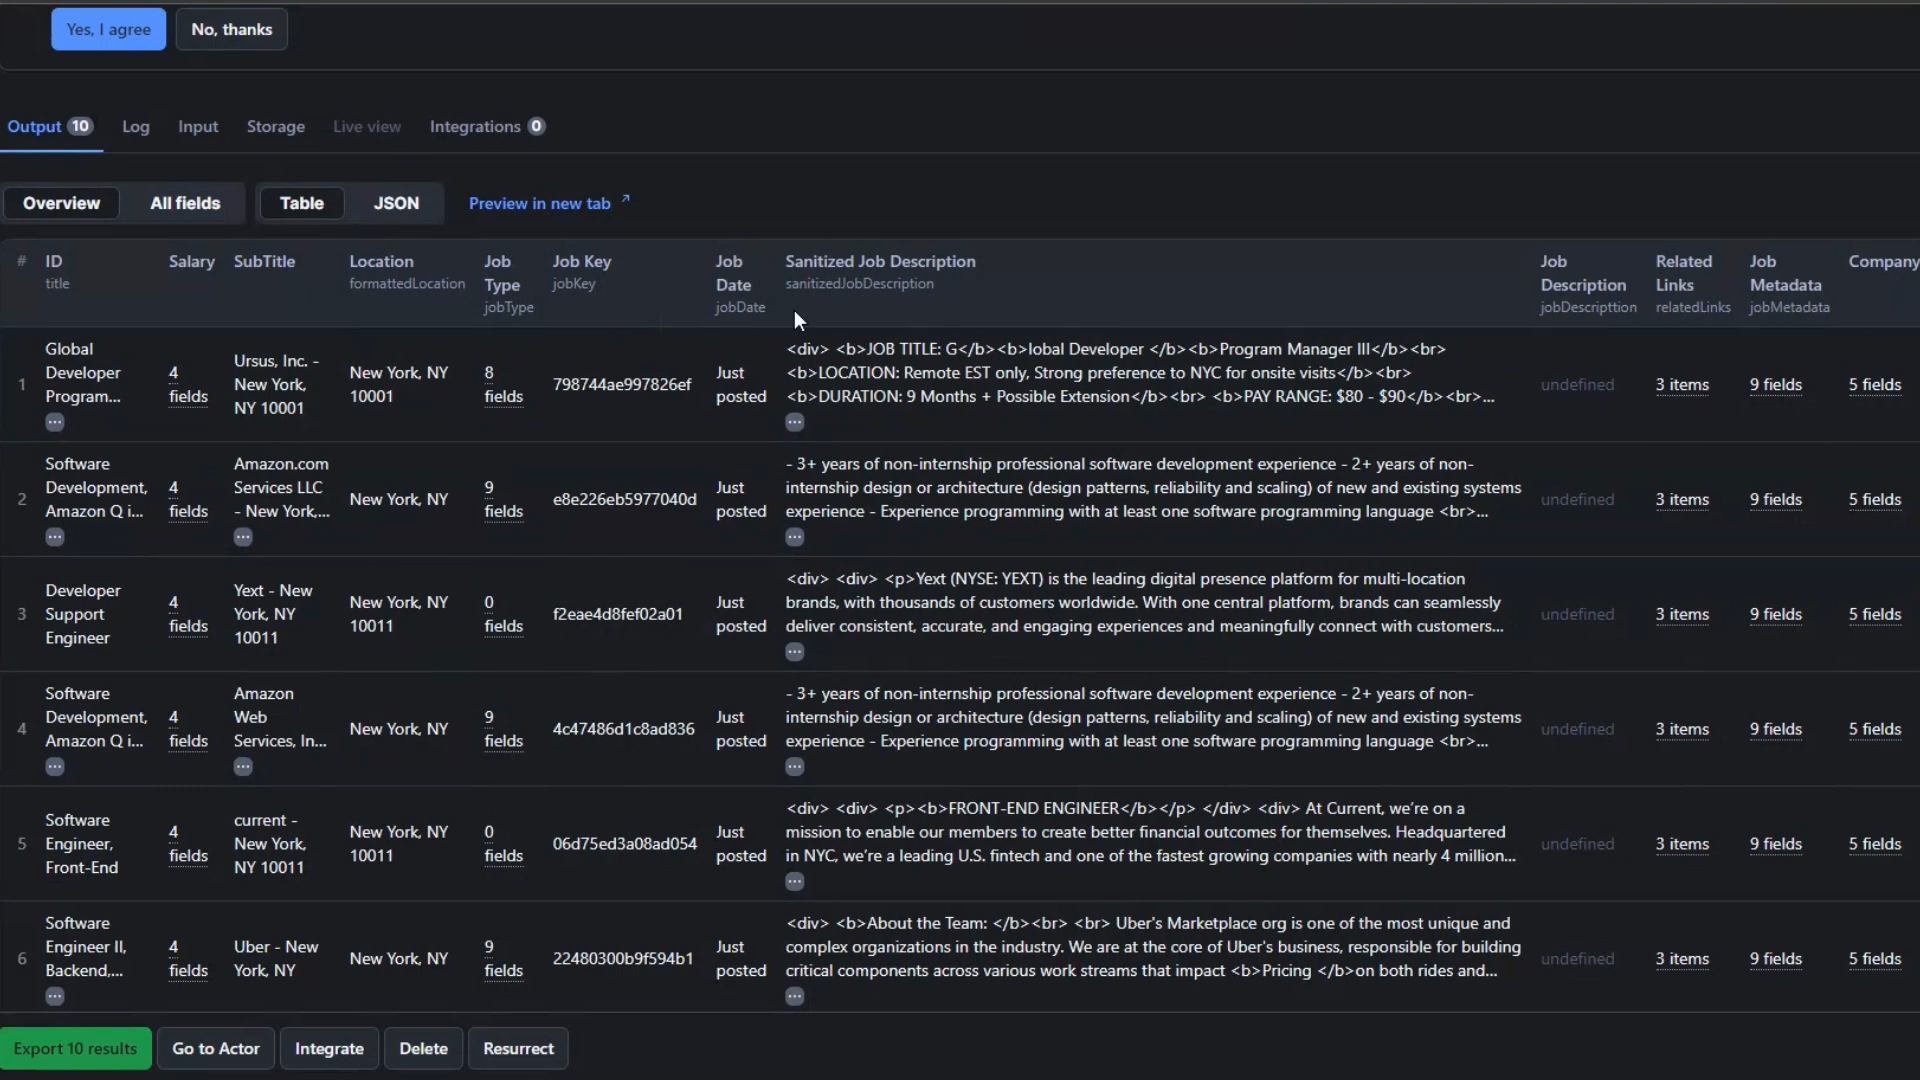 Yes, I agree No, thanks
Output 10 Log Input Storage Live view Integrations 0
Overview All fields Table JSON Preview in new tab ↗
# ID title Salary SubTitle Location formattedLocation Job Type jobType Job Key jobKey Job Date jobDate Sanitized Job Description sanitizedJobDescription Job Description jobDescripttion Related Links relatedLinks Job Metadata jobMetadata Company
1
Global
Developer
Program...
...
4
fields
Ursus, Inc. -
New York,
NY 10001
New York, NY
10001
8
fields
798744ae997826ef
Just
posted
<div> <b>JOB TITLE: G</b><b>lobal Developer </b><b>Program Manager III</b><br>
<b>LOCATION: Remote EST only, Strong preference to NYC for onsite visits</b><br>
<b>DURATION: 9 Months + Possible Extension</b><br> <b>PAY RANGE: $80 - $90</b><br>...
...
undefined
3 items
9 fields
5 fields
2
Software
Development,
Amazon Q i...
...
4
fields
Amazon.com
Services LLC
- New York,...
...
New York, NY
9
fields
e8e226eb5977040d
Just
posted
- 3+ years of non-internship professional software development experience - 2+ years of non-
internship design or architecture (design patterns, reliability and scaling) of new and existing systems
experience - Experience programming with at least one software programming language <br>...
...
undefined
3 items
9 fields
5 fields
3
Developer
Support
Engineer
4
fields
Yext - New
York, NY
10011
New York, NY
10011
0
fields
f2eae4d8fef02a01
Just
posted
<div> <div> <p>Yext (NYSE: YEXT) is the leading digital presence platform for multi-location
brands, with thousands of customers worldwide. With one central platform, brands can seamlessly
deliver consistent, accurate, and engaging experiences and meaningfully connect with customers...
...
undefined
3 items
9 fields
5 fields
4
Software
Development,
Amazon Q i...
...
4
fields
Amazon
Web
Services, In...
...
New York, NY
9
fields
4c47486d1c8ad836
Just
posted
- 3+ years of non-internship professional software development experience - 2+ years of non-
internship design or architecture (design patterns, reliability and scaling) of new and existing systems
experience - Experience programming with at least one software programming language <br>...
...
undefined
3 items
9 fields
5 fields
5
Software
Engineer,
Front-End
4
fields
current -
New York,
NY 10011
New York, NY
10011
0
fields
06d75ed3a08ad054
Just
posted
<div> <div> <p><b>FRONT-END ENGINEER</b></p> </div> <div> At Current, we're on a
mission to enable our members to create better financial outcomes for themselves. Headquartered
in NYC, we're a leading U.S. fintech and one of the fastest growing companies with nearly 4 million...
...
undefined
3 items
9 fields
5 fields
6
Software
Engineer II,
Backend,...
...
4
fields
Uber - New
York, NY
New York, NY
9
fields
22480300b9f594b1
Just
posted
<div> <b>About the Team: </b><br> <br> Uber's Marketplace org is one of the most unique and
complex organizations in the industry. We are at the core of Uber's business, responsible for building
critical components across various work streams that impact <b>Pricing </b>on both rides and...
...
undefined
3 items
9 fields
5 fields
Export 10 results Go to Actor Integrate Delete Resurrect